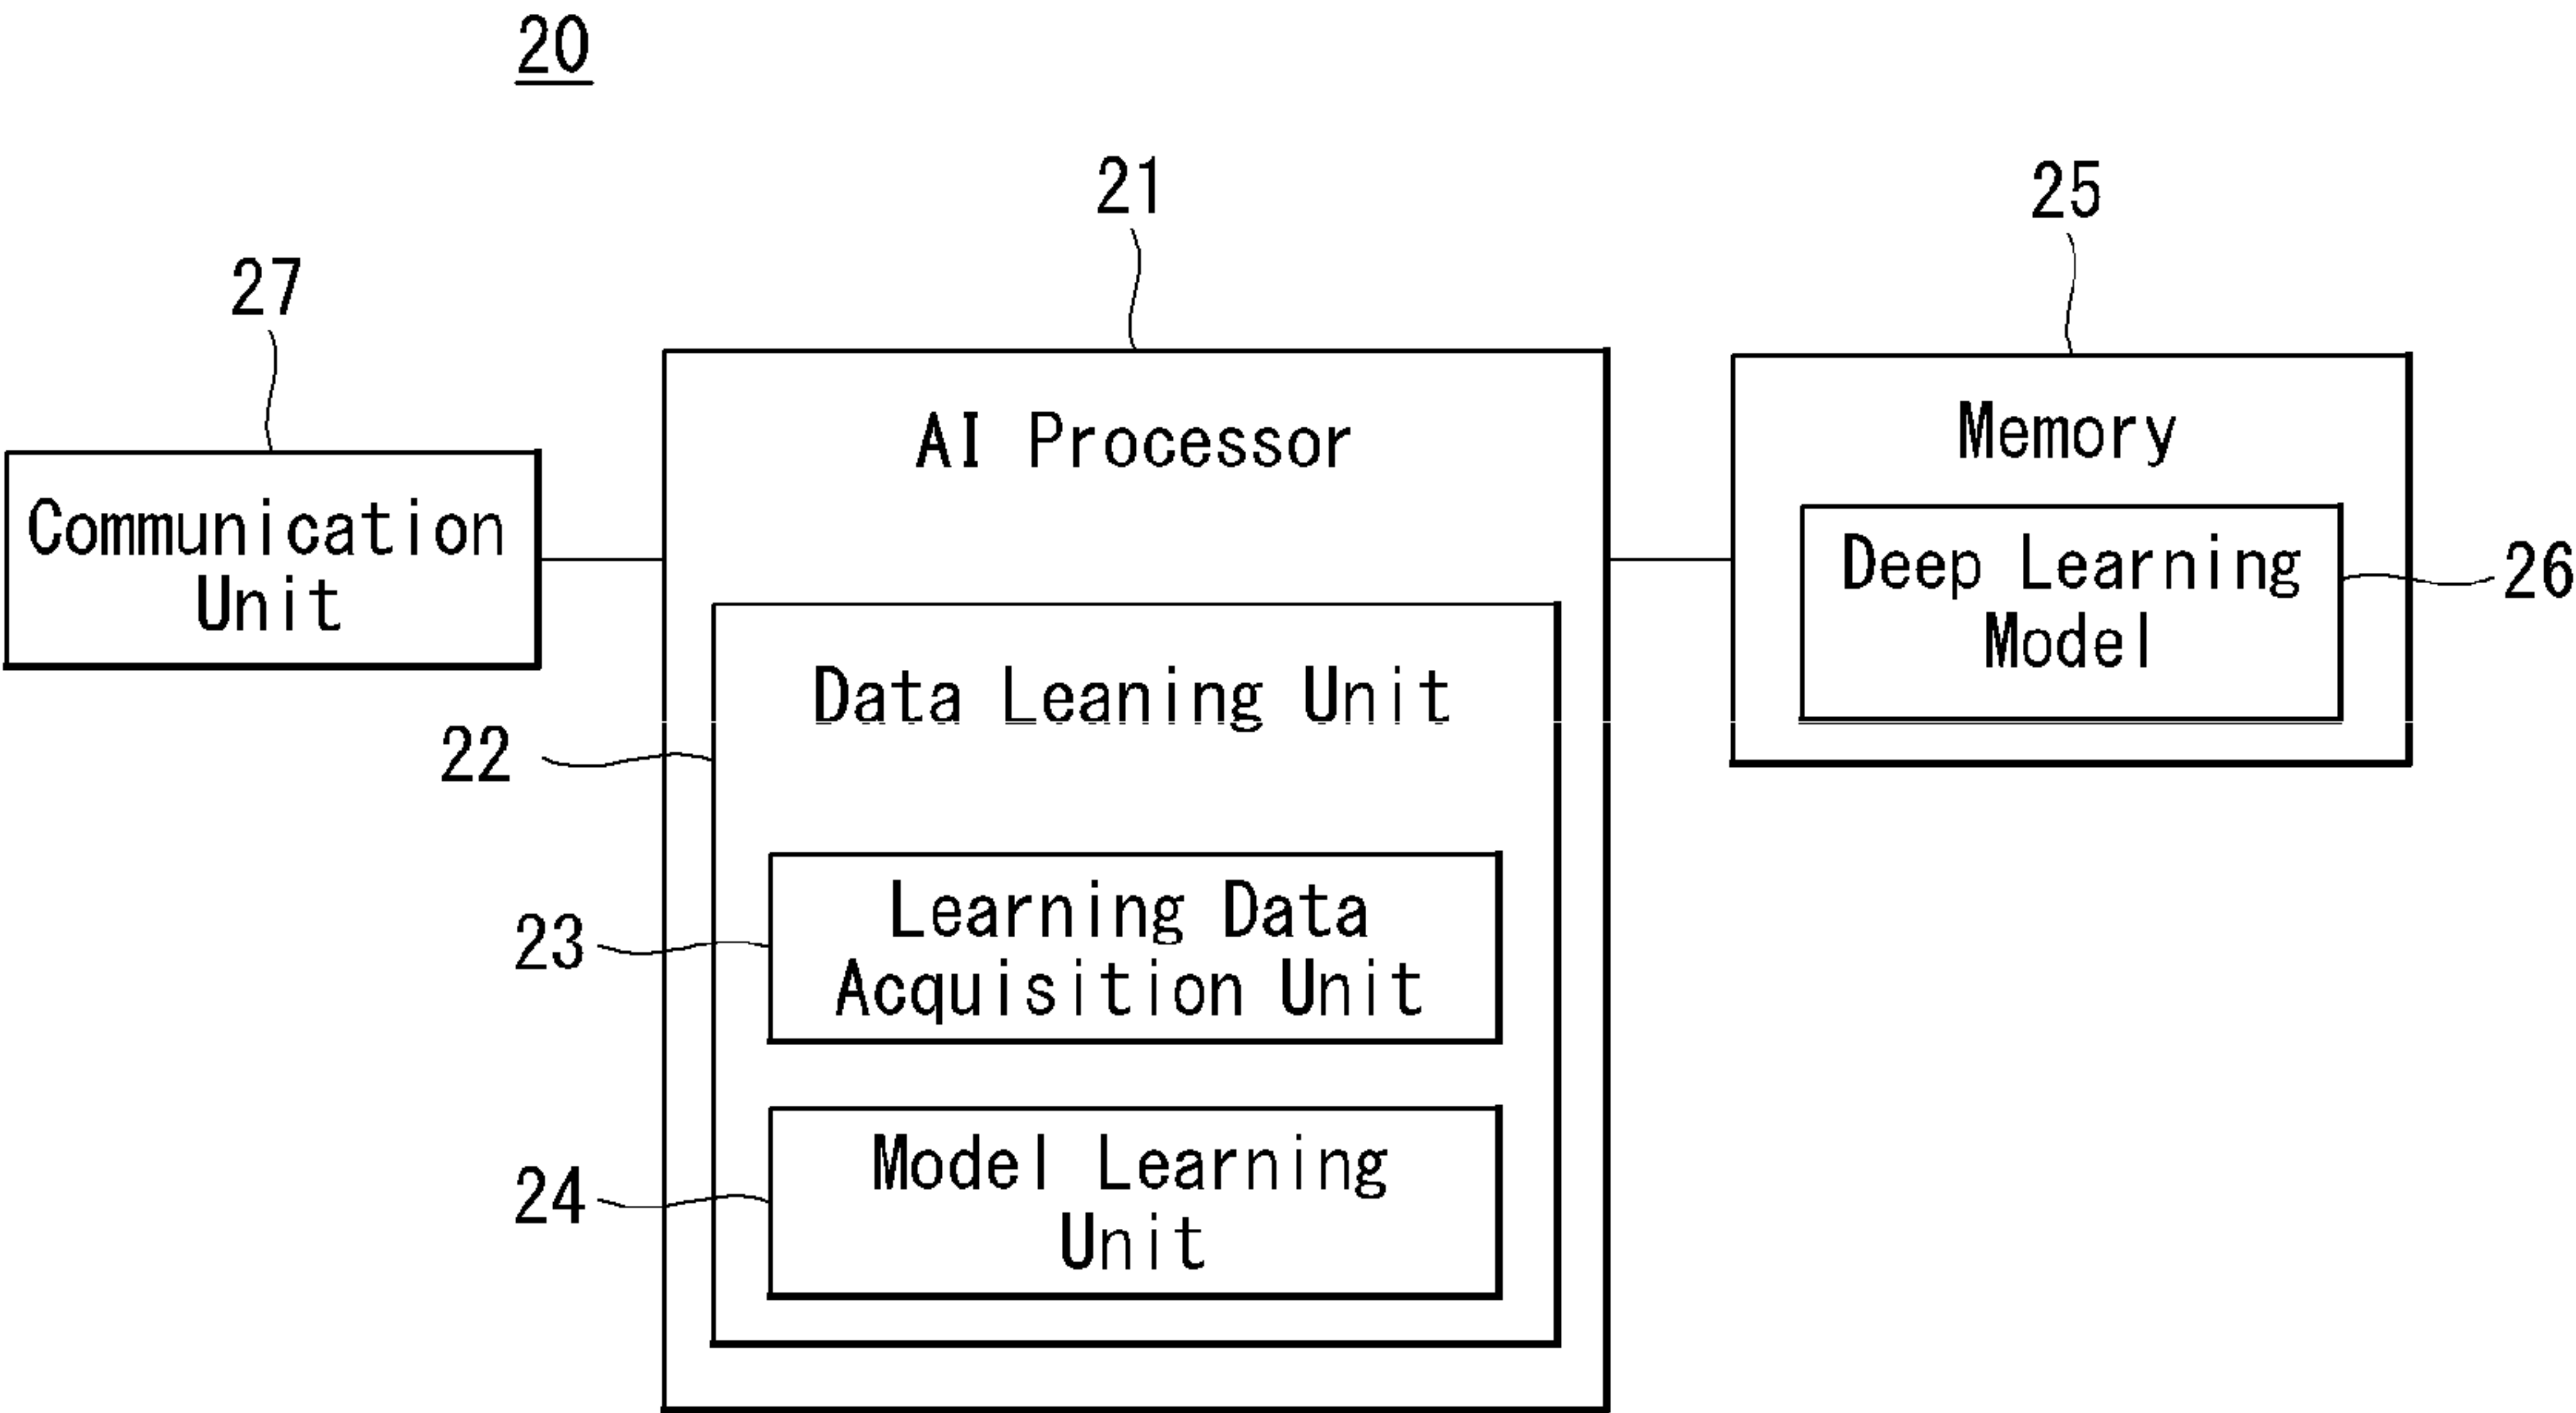 20
21
25
27
AI Processor
Memory
Communication
Unit
Deep Learning
Model
26
Data Leaning Unit
22
Learning Data
Acquisition Unit
23
Model Learning
Unit
24